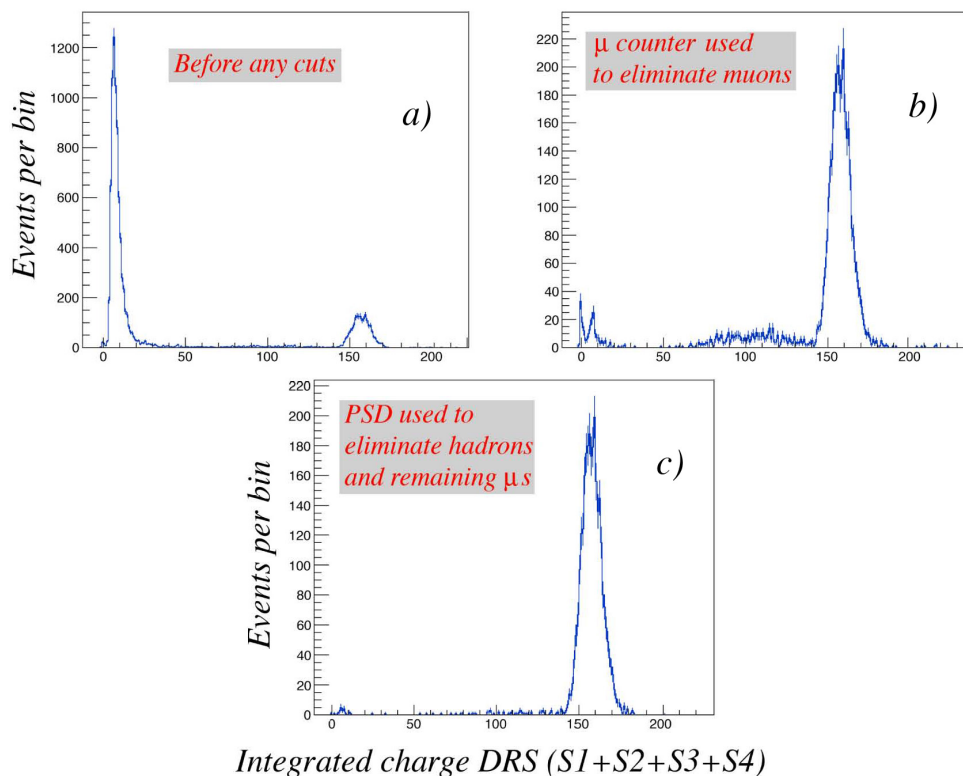 Before any cuts
a)
Events per bin
1200
1000
800
600
400
200
0
0 50 100 150 200
μ counter used
to eliminate muons
b)
220
200
180
160
140
120
100
80
60
40
20
0
0 50 100 150 200
PSD used to
eliminate hadrons
and remaining μs
c)
Events per bin
220
200
180
160
140
120
100
80
60
40
20
0
0 50 100 150 200
Integrated charge DRS (S1+S2+S3+S4)